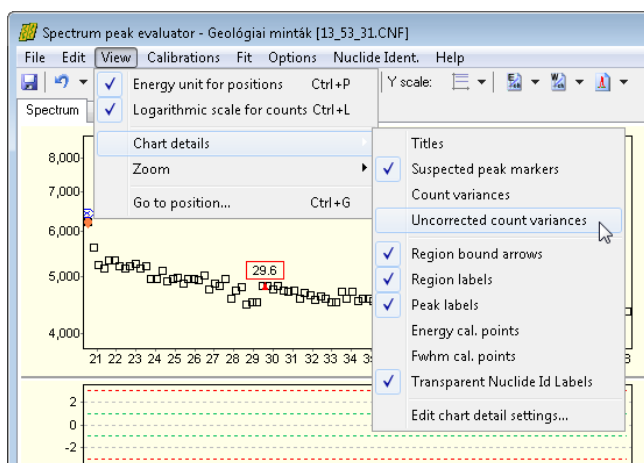 Spectrum peak evaluator - Geológiai minták [13_53_31.CNF]
File Edit View Calibrations Fit Options Nuclide Ident. Help
Y scale:
Energy unit for positions Ctrl+P
Logarithmic scale for counts Ctrl+L
Chart details
Zoom
Go to position... Ctrl+G
Spectrum
Titles
Suspected peak markers
Count variances
Uncorrected count variances
Region bound arrows
Region labels
Peak labels
Energy cal. points
Fwhm cal. points
Transparent Nuclide Id Labels
Edit chart detail settings...
8,000
7,000
6,000
5,000
4,000
29.6
21 22 23 24 25 26 27 28 29 30 31 32 33 34
2
0
-2